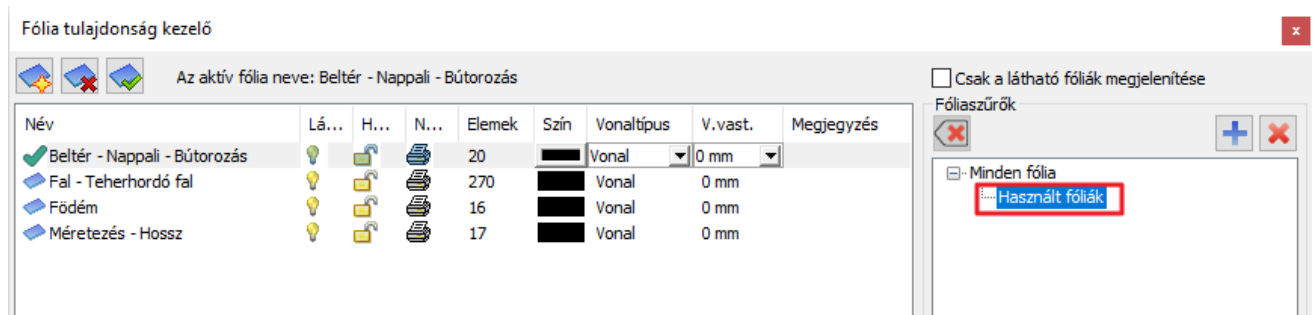 Fólia tulajdonság kezelő
x
Az aktív fólia neve: Beltér - Nappali - Bútorozás
Csak a látható fóliák megjelenítése
Fóliaszűrők
Név Lá... H... N... Elemek Szín Vonaltípus V.vast. Megjegyzés
Beltér - Nappali - Bútorozás 20 Vonal 0 mm
Fal - Teherhordó fal 270 Vonal 0 mm
Födém 16 Vonal 0 mm
Méretezés - Hossz 17 Vonal 0 mm
Minden fólia
Használt fóliák